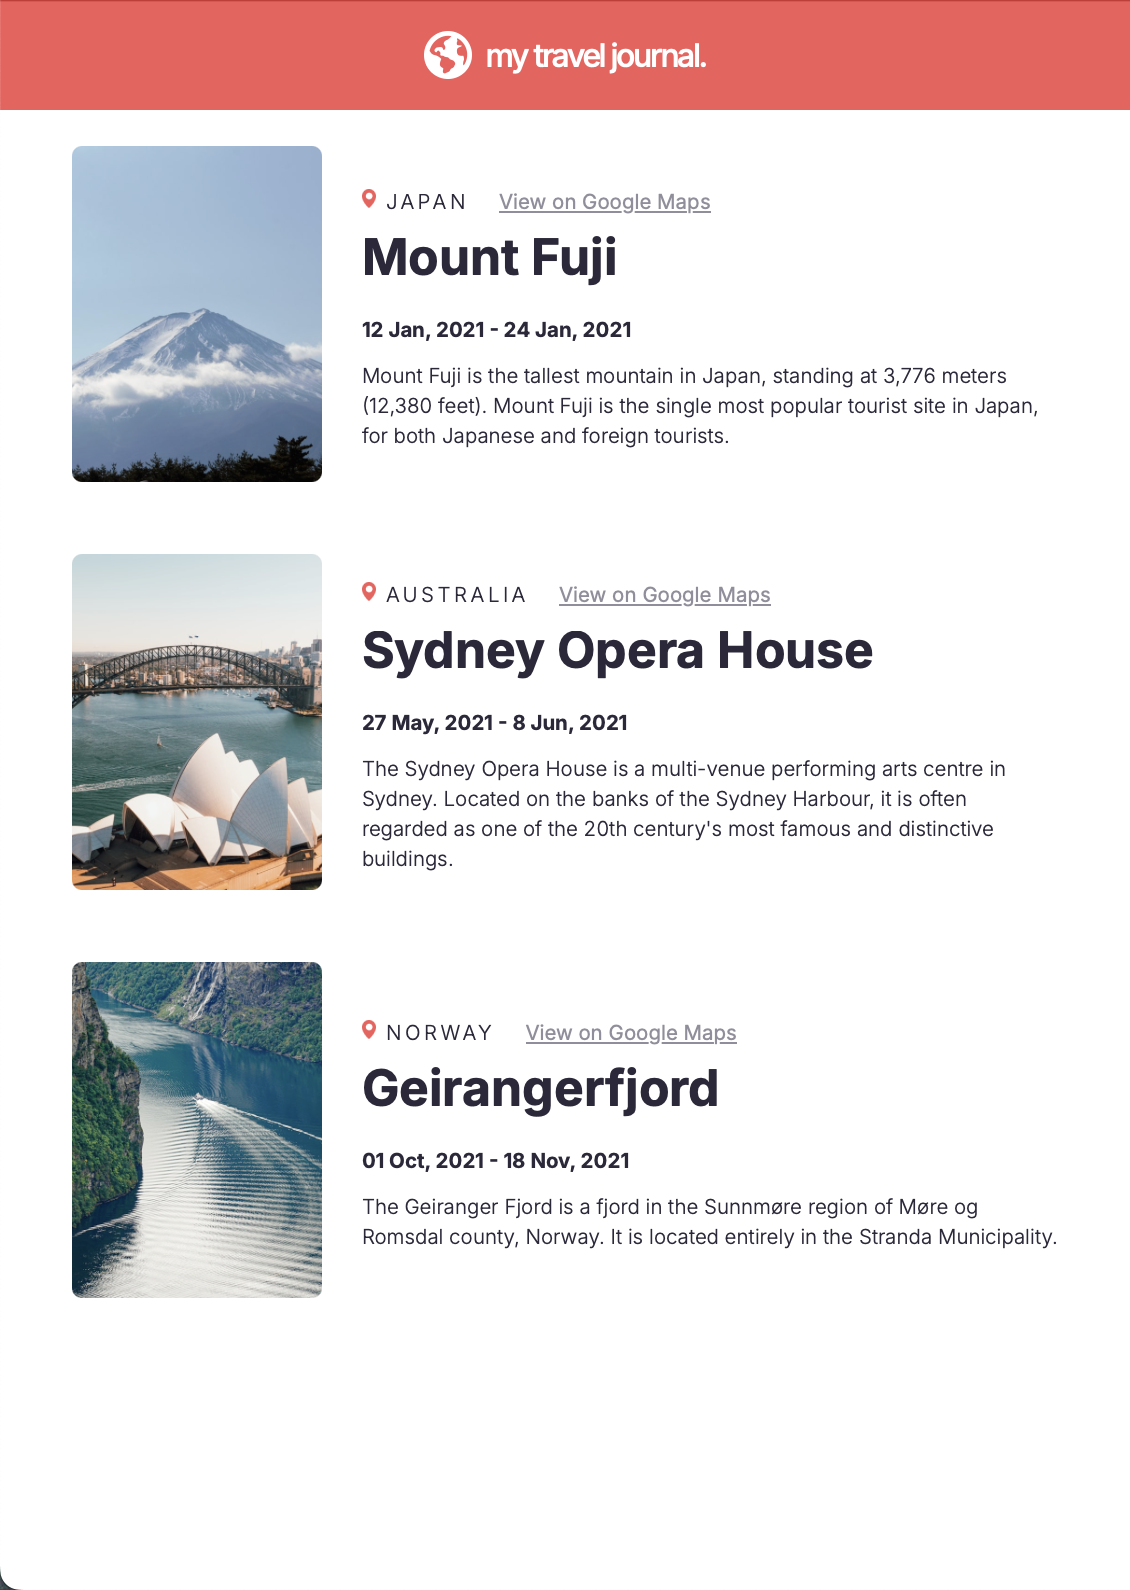 my travel journal.
JAPAN View on Google Maps
Mount Fuji
12 Jan, 2021 - 24 Jan, 2021
Mount Fuji is the tallest mountain in Japan, standing at 3,776 meters
(12,380 feet). Mount Fuji is the single most popular tourist site in Japan,
for both Japanese and foreign tourists.
AUSTRALIA View on Google Maps
Sydney Opera House
27 May, 2021 - 8 Jun, 2021
The Sydney Opera House is a multi-venue performing arts centre in
Sydney. Located on the banks of the Sydney Harbour, it is often
regarded as one of the 20th century's most famous and distinctive
buildings.
NORWAY View on Google Maps
Geirangerfjord
01 Oct, 2021 - 18 Nov, 2021
The Geiranger Fjord is a fjord in the Sunnmøre region of Møre og
Romsdal county, Norway. It is located entirely in the Stranda Municipality.